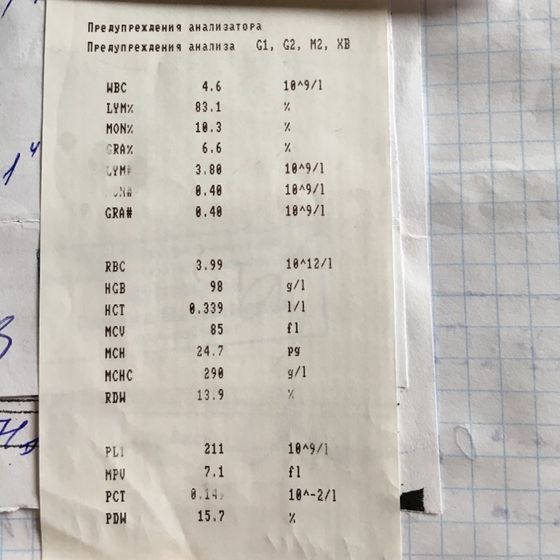 Предупреждения анализатора
Предупреждения анализа G1, G2, M2, XB
WBC 4.6 10^9/l
LYM% 83.1 %
MON% 10.3 %
GRA% 6.6 %
LYM# 3.80 10^9/l
0.40 10^9/l
GRA# 0.40 10^9/l
RBC 3.99 10^12/l
HGB 98 g/l
HCT 0.339 l/l
MCV 85 fl
MCH 24.7 pg
MCHC 290 g/l
RDW 13.9 %
PLT 211 10^9/l
MPV 7.1 fl
PCT 10^-2/l
PDW 15.7 %